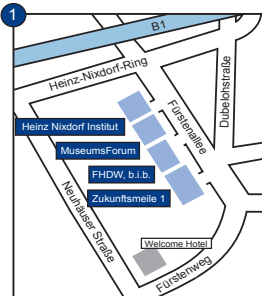 1
B1
Heinz-Nixdorf-Ring
Dubelohstraße
Fürstenallee
Heinz Nixdorf Institut
MuseumsForum
FHDW, b.i.b.
Zukunftsmeile 1
Neuhäuser Straße
Welcome Hotel
Fürstenweg